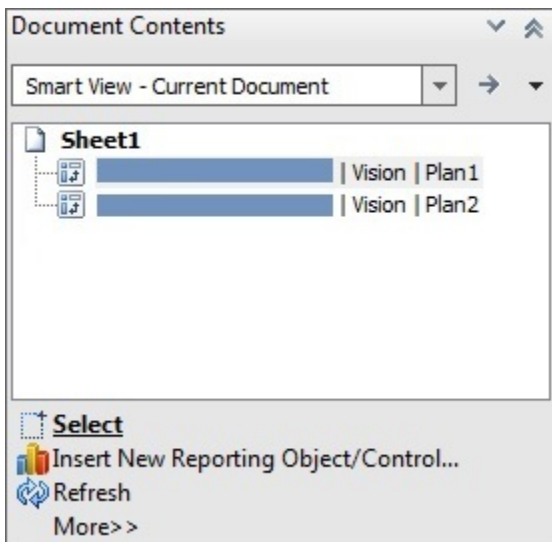 Document Contents
Smart View - Current Document
Sheet1
| Vision | Plan1
| Vision | Plan2
Select
Insert New Reporting Object/Control...
Refresh
More>>